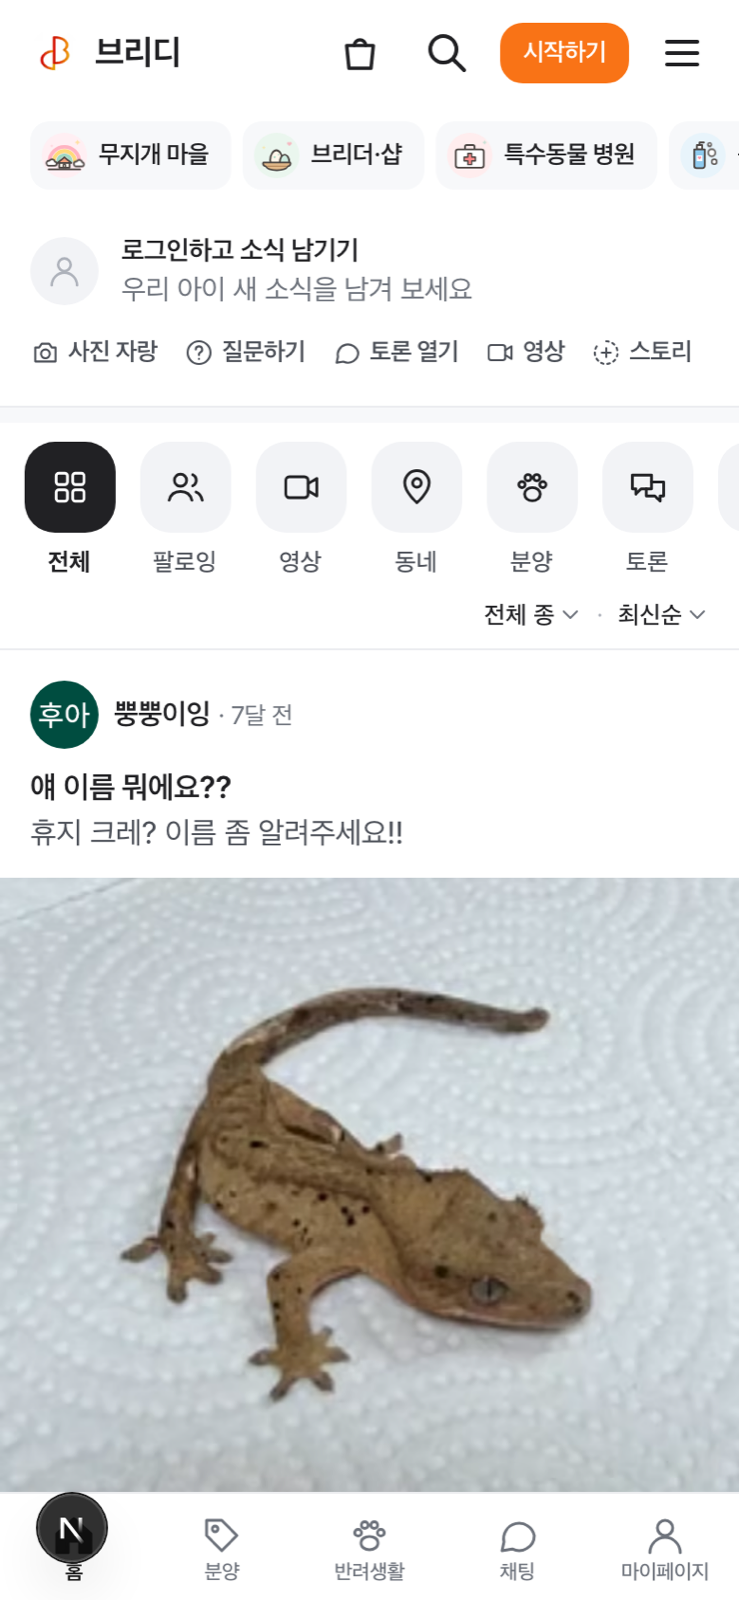 브리디
시작하기
무지개 마을
브리더·샵
특수동물 병원
로그인하고 소식 남기기
우리 아이 새 소식을 남겨 보세요
사진 자랑
질문하기
토론 열기
영상
스토리
전체
팔로잉
영상
동네
분양
토론
전체 종
·
최신순
후아
뿡뿡이잉 · 7달 전
얘 이름 뭐에요??
휴지 크레? 이름 좀 알려주세요!!
N
홈
분양
반려생활
채팅
마이페이지